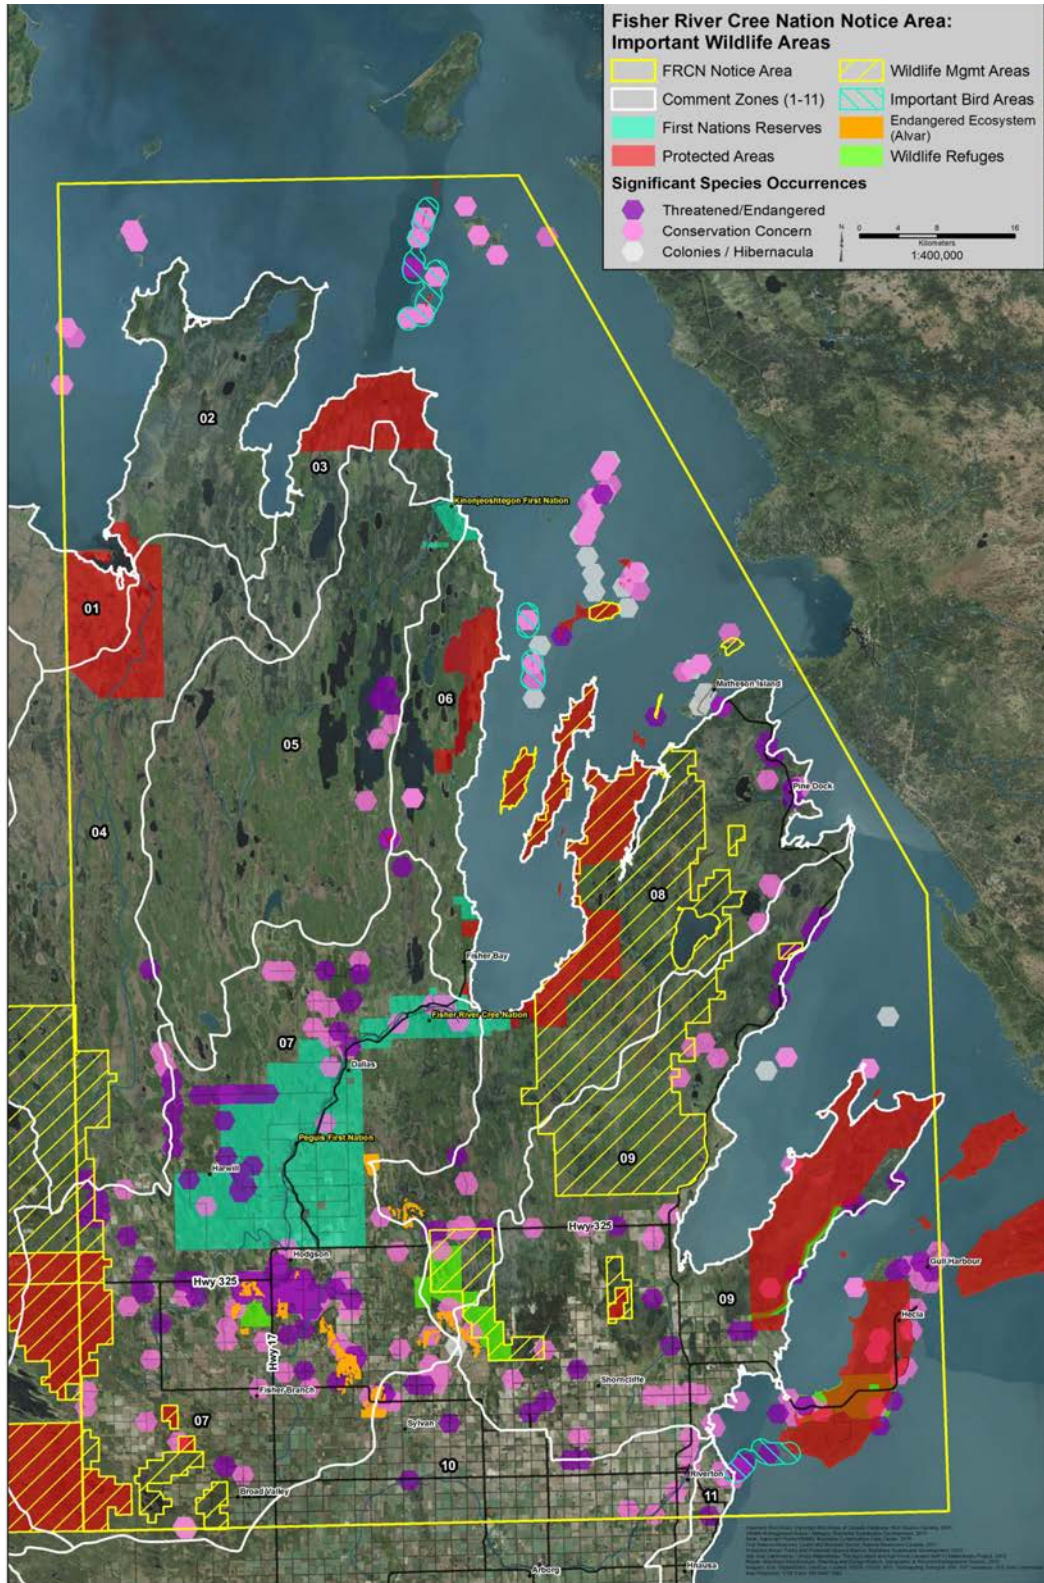 Fisher River Cree Nation Notice Area:
Important Wildlife Areas
FRCN Notice Area
Wildlife Mgmt Areas
Comment Zones (1-11)
Important Bird Areas
First Nations Reserves
Endangered Ecosystem
(Alvar)
Protected Areas
Wildlife Refuges
Significant Species Occurrences
Threatened/Endangered
Conservation Concern
Colonies / Hibernacula
N
0 4 8 16
Kilometers
1:400,000
02
03
Kinonjeoshtegon First Nation
01
Matheson Island
06
05
Pine Dock
04
08
Fisher Bay
Fisher River Cree Nation
07
Dallas
Peguis First Nation
09
Harwill
Hwy 325
Hodgson
Gull Harbour
Hwy 325
09
Hecla
Hwy 17
Shorncliffe
Fisher Branch
07
Sylvan
10
Riverton
Broad Valley
11
Arborg
Hnausa